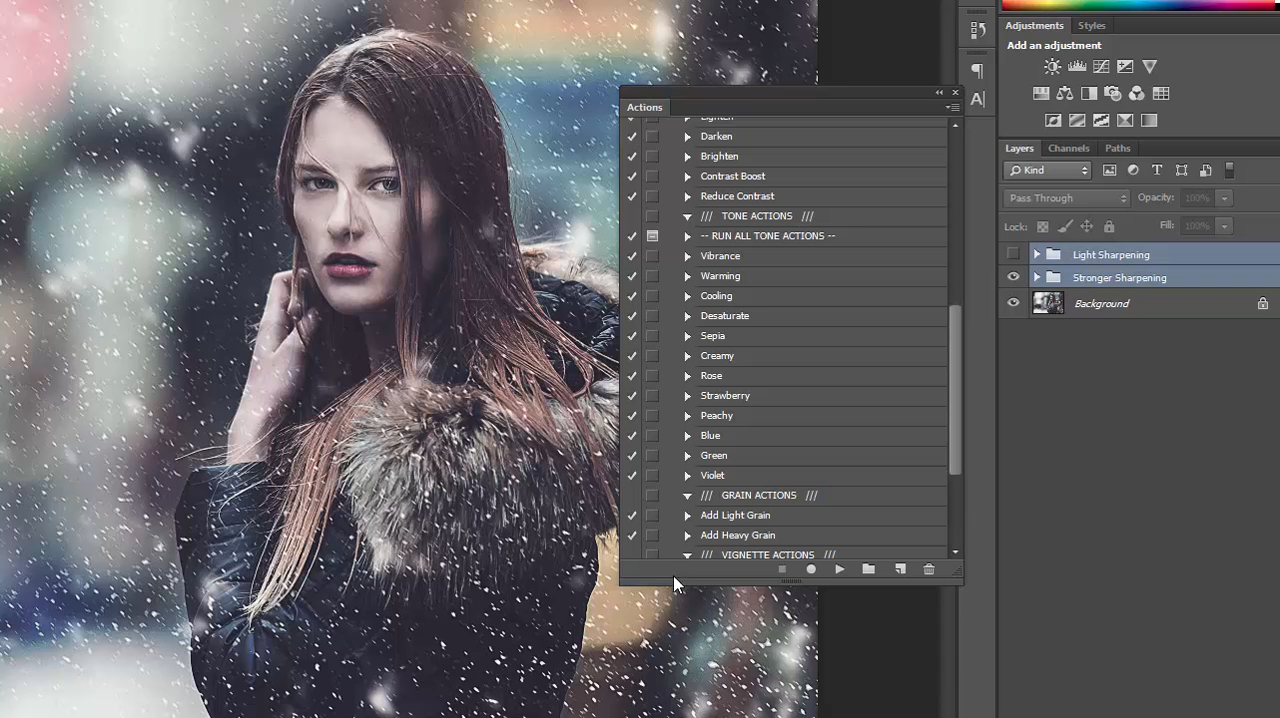 Actions
Lighten
Darken
Brighten
Contrast Boost
Reduce Contrast
/// TONE ACTIONS ///
-- RUN ALL TONE ACTIONS --
Vibrance
Warming
Cooling
Desaturate
Sepia
Creamy
Rose
Strawberry
Peachy
Blue
Green
Violet
/// GRAIN ACTIONS ///
Add Light Grain
Add Heavy Grain
/// VIGNETTE ACTIONS ///
A
Adjustments Styles
Add an adjustment
Layers Channels Paths
Kind
T
Pass Through Opacity: 100%
Lock: Fill: 100%
Light Sharpening
Stronger Sharpening
Background